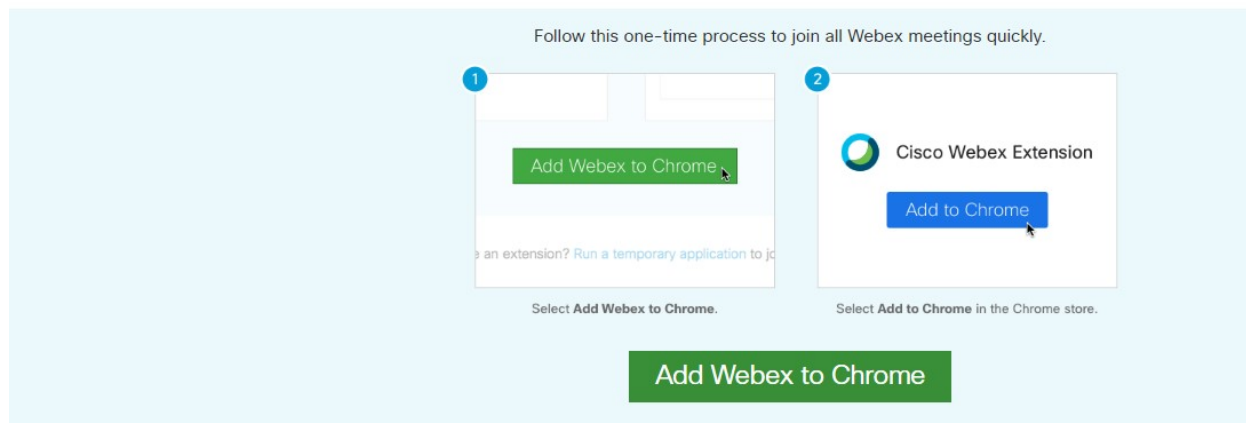 Follow this one-time process to join all Webex meetings quickly.
1
Add Webex to Chrome
an extension? Run a temporary application to
Select Add Webex to Chrome.
2
Cisco Webex Extension
Add to Chrome
Select Add to Chrome in the Chrome store.
Add Webex to Chrome